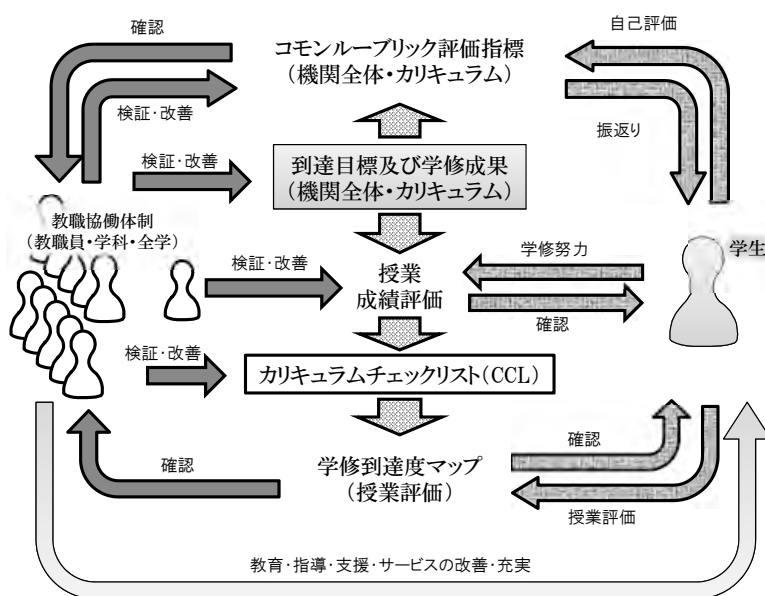 確認
コモンルーブリック評価指標
(機関全体・カリキュラム)
自己評価
検証・改善
振返り
検証・改善
到達目標及び学修成果
(機関全体・カリキュラム)
教職協働体制
(教職員・学科・全学)
学修努力
学生
検証・改善
授業
成績評価
確認
検証・改善
カリキュラムチェックリスト(CCL)
確認
確認
学修到達度マップ
(授業評価)
授業評価
教育・指導・支援・サービスの改善・充実